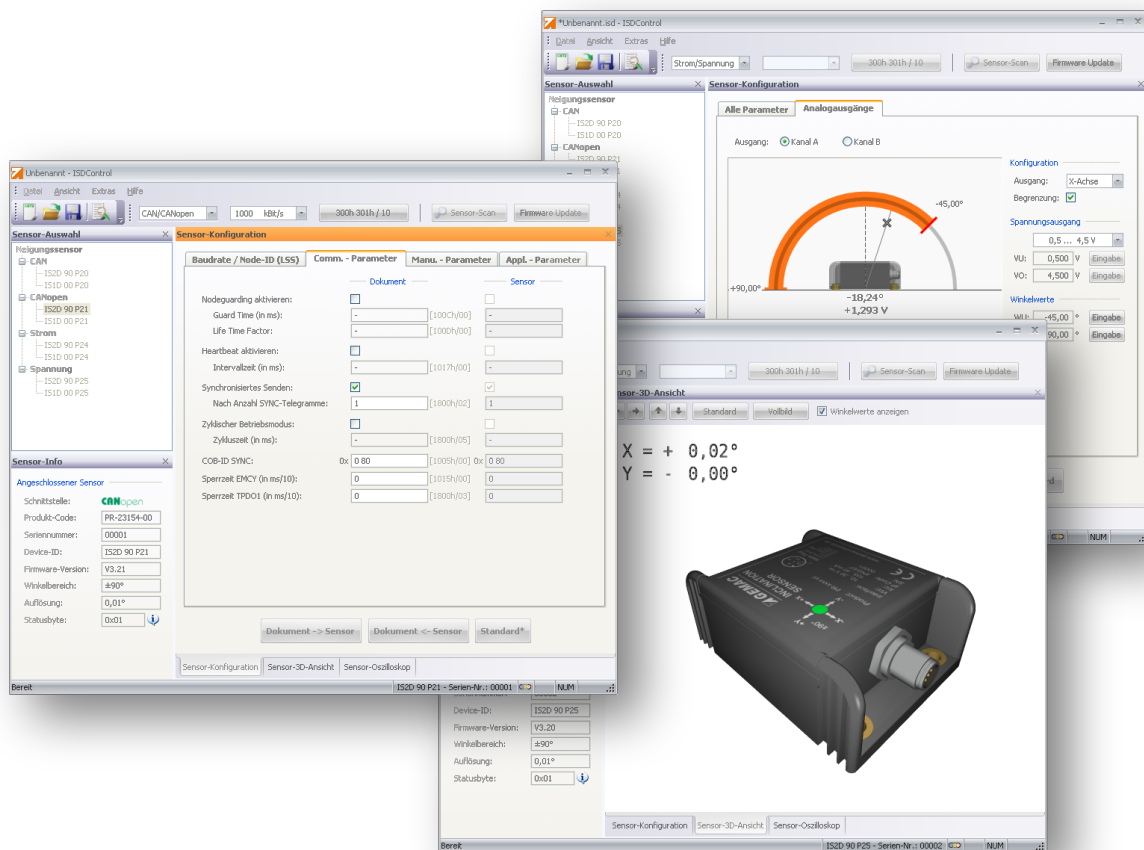 *Unbenannt.isd - ISDControl
Datei Ansicht Extras Hilfe
Strom/Spannung 300h 301h / 10 Sensor-Scan Firmware Update
Sensor-Auswahl
Neigungssensor
CAN
IS2D 90 P20
IS1D 00 P20
CANopen
IS2D 90 P21
Sensor-Konfiguration
Alle Parameter Analogausgänge
Ausgang: Kanal A Kanal B
-45,00°
+90,00°
-18,24°
+1,293 V
Konfiguration
Ausgang: X-Achse
Begrenzung:
Spannungsausgang
0,5 ... 4,5 V
VU: 0,500 V Eingabe
VO: 4,500 V Eingabe
Winkelwerte
WU: -45,00 ° Eingabe
90,00 ° Eingabe
NUM
Unbenannt - ISDControl
Datei Ansicht Extras Hilfe
CAN/CANopen 1000 kBit/s 300h 301h / 10 Sensor-Scan Firmware Update
Sensor-Auswahl
Neigungssensor
CAN
IS2D 90 P20
IS1D 00 P20
CANopen
IS2D 90 P21
IS1D 00 P21
Strom
IS2D 90 P24
IS1D 00 P24
Spannung
IS2D 90 P25
IS1D 00 P25
Sensor-Info
Angeschlossener Sensor
Schnittstelle: CANopen
Produkt-Code: PR-23154-00
Seriennummer: 00001
Device-ID: IS2D 90 P21
Firmware-Version: V3.21
Winkelbereich: ±90°
Auflösung: 0,01°
Statusbyte: 0x01
Sensor-Konfiguration
Baudrate / Node-ID (LSS) Comm. - Parameter Manu. - Parameter Appl. - Parameter
Dokument Sensor
Nodeguarding aktivieren:
Guard Time (in ms): - [100Ch/00] -
Life Time Factor: - [100Dh/00] -
Heartbeat aktivieren:
Intervallzeit (in ms): - [1017h/00] -
Synchronisiertes Senden:
Nach Anzahl SYNC-Telegramme: 1 [1800h/02] 1
Zyklischer Betriebsmodus:
Zykluszeit (in ms): - [1800h/05] -
COB-ID SYNC: 0x 0 80 [1005h/00] 0x 0 80
Sperrzeit EMCY (in ms/10): 0 [1015h/00] 0
Sperrzeit TPDO1 (in ms/10): 0 [1800h/03] 0
Dokument -> Sensor Dokument <- Sensor Standard*
Sensor-Konfiguration Sensor-3D-Ansicht Sensor-Oszilloskop
Bereit IS2D 90 P21 - Serien-Nr.: 00001 NUM
300h 301h / 10 Sensor-Scan Firmware Update
Sensor-3D-Ansicht
Standard Vollbild Winkelwerte anzeigen
X = + 0,02°
Y = - 0,00°
GEMAC
INCLINATION
SENSOR
±90°
Device-ID: IS2D 90 P25
Firmware-Version: V3.20
Winkelbereich: ±90°
Auflösung: 0,01°
Statusbyte: 0x01
Sensor-Konfiguration Sensor-3D-Ansicht Sensor-Oszilloskop
Bereit IS2D 90 P25 - Serien-Nr.: 00002 NUM